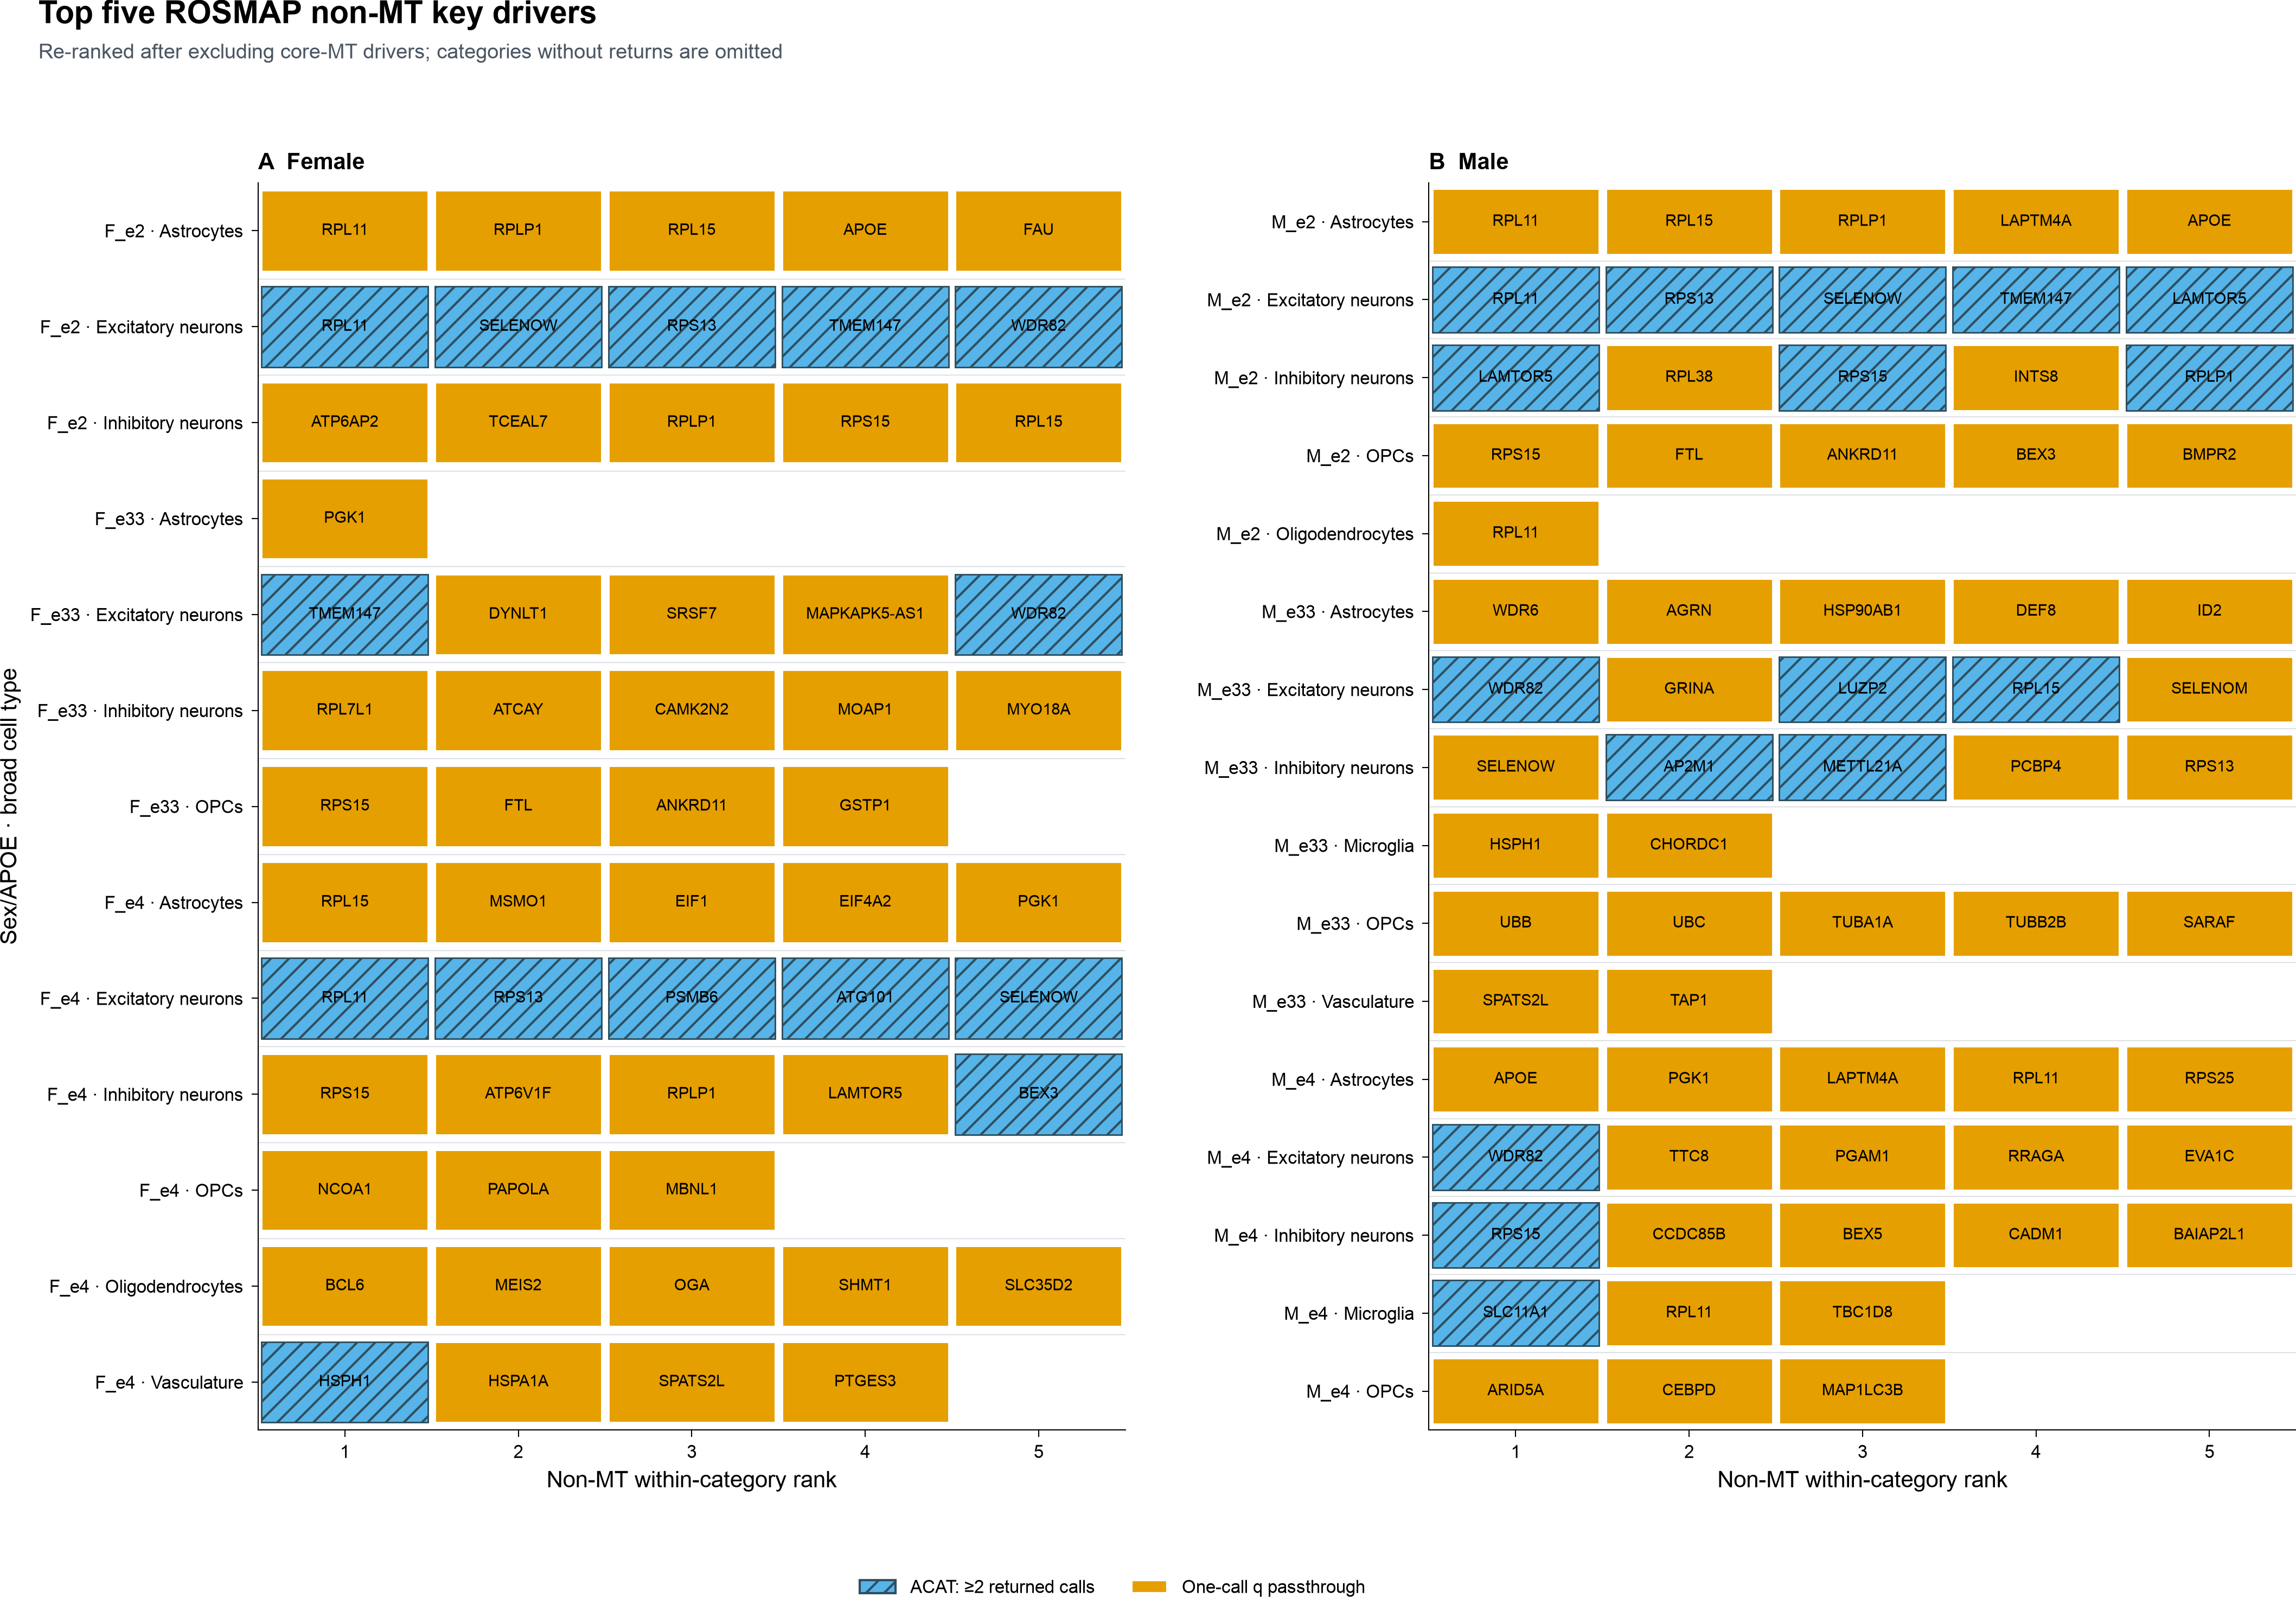 Top five ROSMAP non-MT key drivers
Re-ranked after excluding core-MT drivers; categories without returns are omitted
Sex/APOE · broad cell type
A Female
F_e2 · Astrocytes RPL11 RPLP1 RPL15 APOE FAU
F_e2 · Excitatory neurons RPL11 SELENOW RPS13 TMEM147 WDR82
F_e2 · Inhibitory neurons ATP6AP2 TCEAL7 RPLP1 RPS15 RPL15
F_e33 · Astrocytes PGK1
F_e33 · Excitatory neurons TMEM147 DYNLT1 SRSF7 MAPKAPK5-AS1 WDR82
F_e33 · Inhibitory neurons RPL7L1 ATCAY CAMK2N2 MOAP1 MYO18A
F_e33 · OPCs RPS15 FTL ANKRD11 GSTP1
F_e4 · Astrocytes RPL15 MSMO1 EIF1 EIF4A2 PGK1
F_e4 · Excitatory neurons RPL11 RPS13 PSMB6 ATG101 SELENOW
F_e4 · Inhibitory neurons RPS15 ATP6V1F RPLP1 LAMTOR5 BEX3
F_e4 · OPCs NCOA1 PAPOLA MBNL1
F_e4 · Oligodendrocytes BCL6 MEIS2 OGA SHMT1 SLC35D2
F_e4 · Vasculature HSPH1 HSPA1A SPATS2L PTGES3
1 2 3 4 5
Non-MT within-category rank
B Male
M_e2 · Astrocytes RPL11 RPL15 RPLP1 LAPTM4A APOE
M_e2 · Excitatory neurons RPL11 RPS13 SELENOW TMEM147 LAMTOR5
M_e2 · Inhibitory neurons LAMTOR5 RPL38 RPS15 INTS8 RPLP1
M_e2 · OPCs RPS15 FTL ANKRD11 BEX3 BMPR2
M_e2 · Oligodendrocytes RPL11
M_e33 · Astrocytes WDR6 AGRN HSP90AB1 DEF8 ID2
M_e33 · Excitatory neurons WDR82 GRINA LUZP2 RPL15 SELENOM
M_e33 · Inhibitory neurons SELENOW AP2M1 METTL21A PCBP4 RPS13
M_e33 · Microglia HSPH1 CHORDC1
M_e33 · OPCs UBB UBC TUBA1A TUBB2B SARAF
M_e33 · Vasculature SPATS2L TAP1
M_e4 · Astrocytes APOE PGK1 LAPTM4A RPL11 RPS25
M_e4 · Excitatory neurons WDR82 TTC8 PGAM1 RRAGA EVA1C
M_e4 · Inhibitory neurons RPS15 CCDC85B BEX5 CADM1 BAIAP2L1
M_e4 · Microglia SLC11A1 RPL11 TBC1D8
M_e4 · OPCs ARID5A CEBPD MAP1LC3B
1 2 3 4 5
Non-MT within-category rank
ACAT: ≥2 returned calls One-call q passthrough